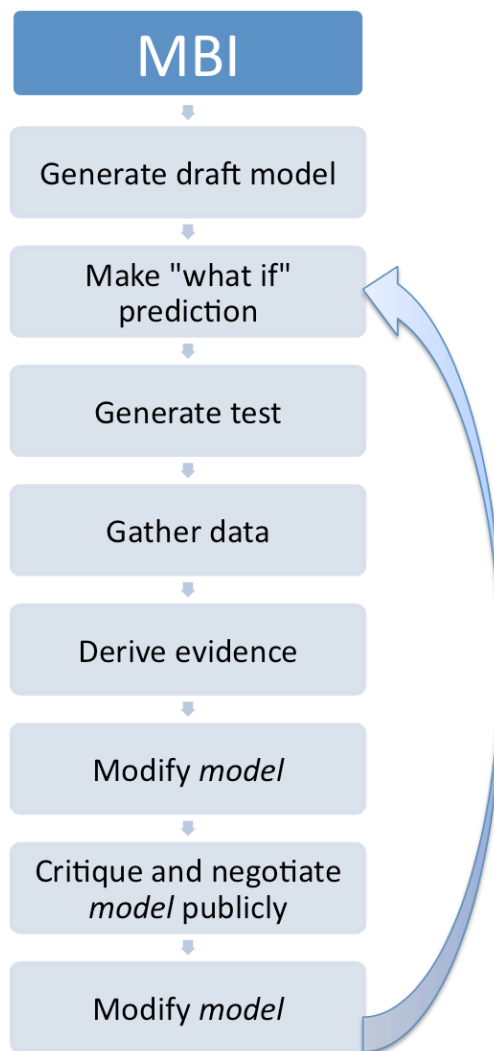 MBI
Generate draft model
Make "what if"
prediction
Generate test
Gather data
Derive evidence
Modify model
Critique and negotiate
model publicly
Modify model